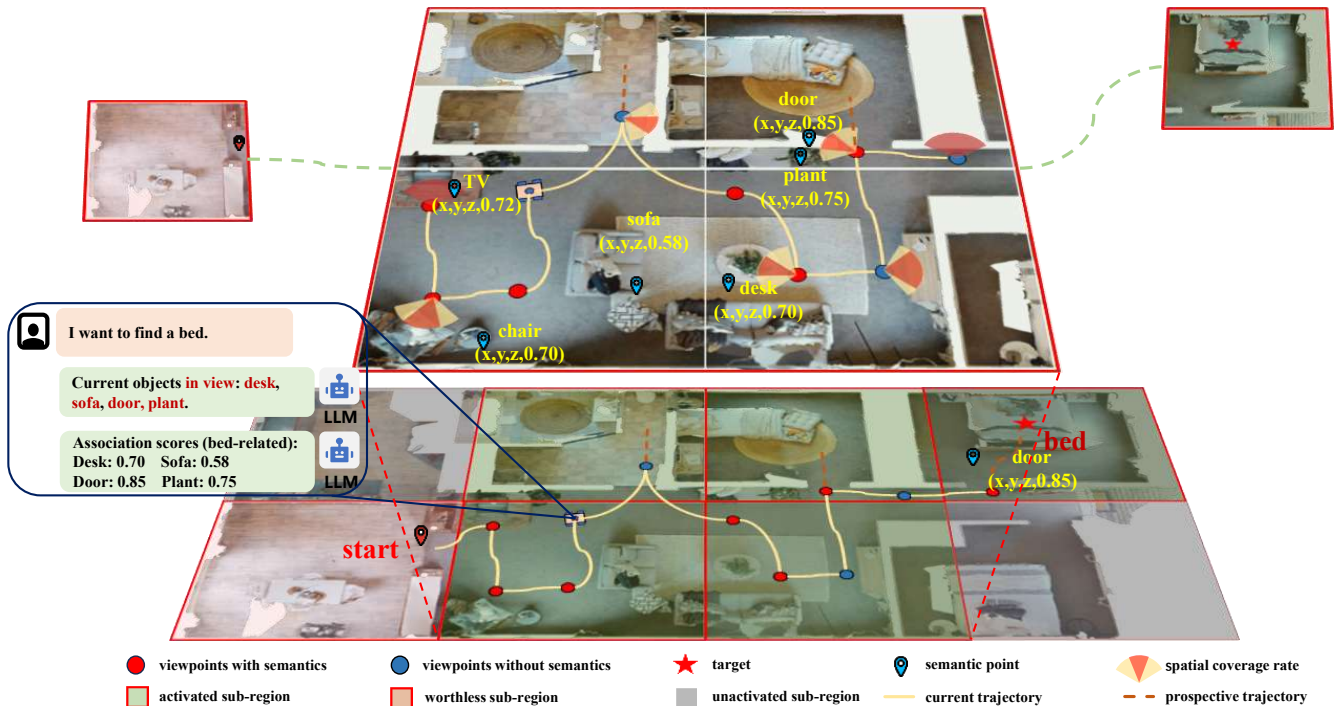 door
(x,y,z,0.85)
plant
(x,y,z,0.75)
TV
(x,y,z,0.72)
sofa
(x,y,z,0.58)
desk
(x,y,z,0.70)
chair
(x,y,z,0.70)
I want to find a bed.
Current objects in view: desk,
sofa, door, plant.
LLM
Association scores (bed-related):
Desk: 0.70 Sofa: 0.58
Door: 0.85 Plant: 0.75
LLM
bed
door
(x,y,z,0.85)
start
viewpoints with semantics
viewpoints without semantics
target
semantic point
spatial coverage rate
activated sub-region
worthless sub-region
unactivated sub-region
current trajectory
prospective trajectory